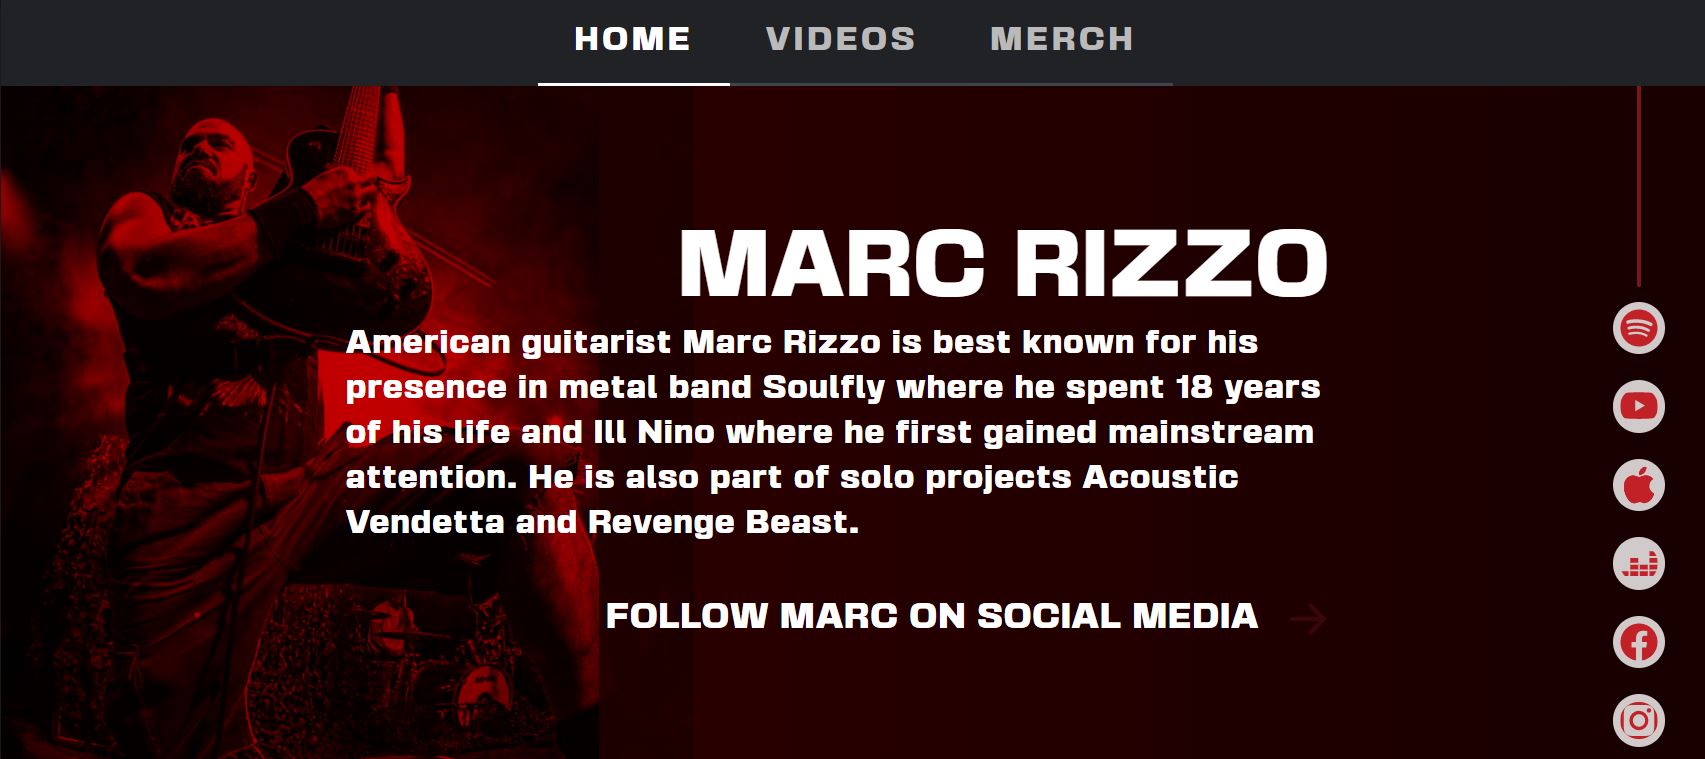 HOME VIDEOS MERCH
MARC RIZZO
American guitarist Marc Rizzo is best known for his
presence in metal band Soulfly where he spent 18 years
of his life and Ill Nino where he first gained mainstream
attention. He is also part of solo projects Acoustic
Vendetta and Revenge Beast.
FOLLOW MARC ON SOCIAL MEDIA →